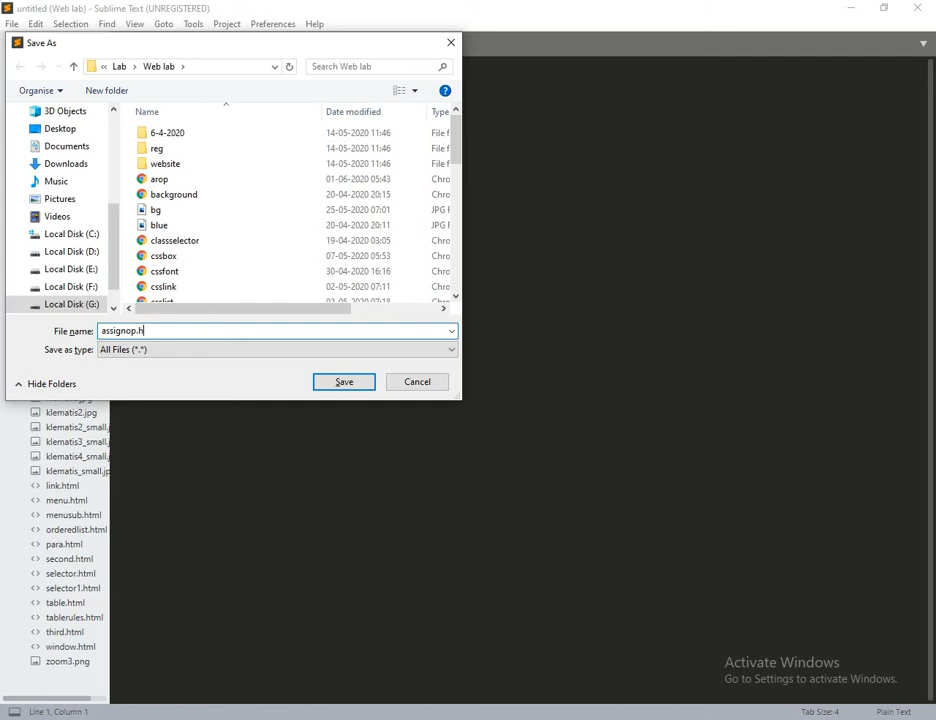 untitled (Web lab) - Sublime Text (UNREGISTERED)
File Edit Selection Find View Goto Tools Project Preferences Help
Save As
« Lab › Web lab ›
Search Web lab
Organise New folder
Name Date modified Type
3D Objects
Desktop
Documents
Downloads
Music
Pictures
Videos
Local Disk (C:)
Local Disk (D:)
Local Disk (E:)
Local Disk (F:)
Local Disk (G:)
6-4-2020 14-05-2020 11:46 File f
reg 14-05-2020 11:46 File f
website 14-05-2020 11:46 File f
arop 01-06-2020 05:43 Chro
background 20-04-2020 20:15 Chro
bg 25-05-2020 07:01 JPG F
blue 20-04-2020 20:11 JPG F
classselector 19-04-2020 03:05 Chro
cssbox 07-05-2020 05:53 Chro
cssfont 30-04-2020 16:16 Chro
csslink 02-05-2020 07:11 Chro
csslist 02-05-2020 07:18 Chro
File name: assignop.h
Save as type: All Files (*.*)
Hide Folders
Save Cancel
klematis2.jpg
klematis2_small.j
klematis3_small.j
klematis4_small.j
klematis_small.jp
link.html
menu.html
menusub.html
orderedlist.html
para.html
second.html
selector.html
selector1.html
table.html
tablerules.html
third.html
window.html
zoom3.png
Activate Windows
Go to Settings to activate Windows.
Line 1, Column 1 Tab Size: 4 Plain Text